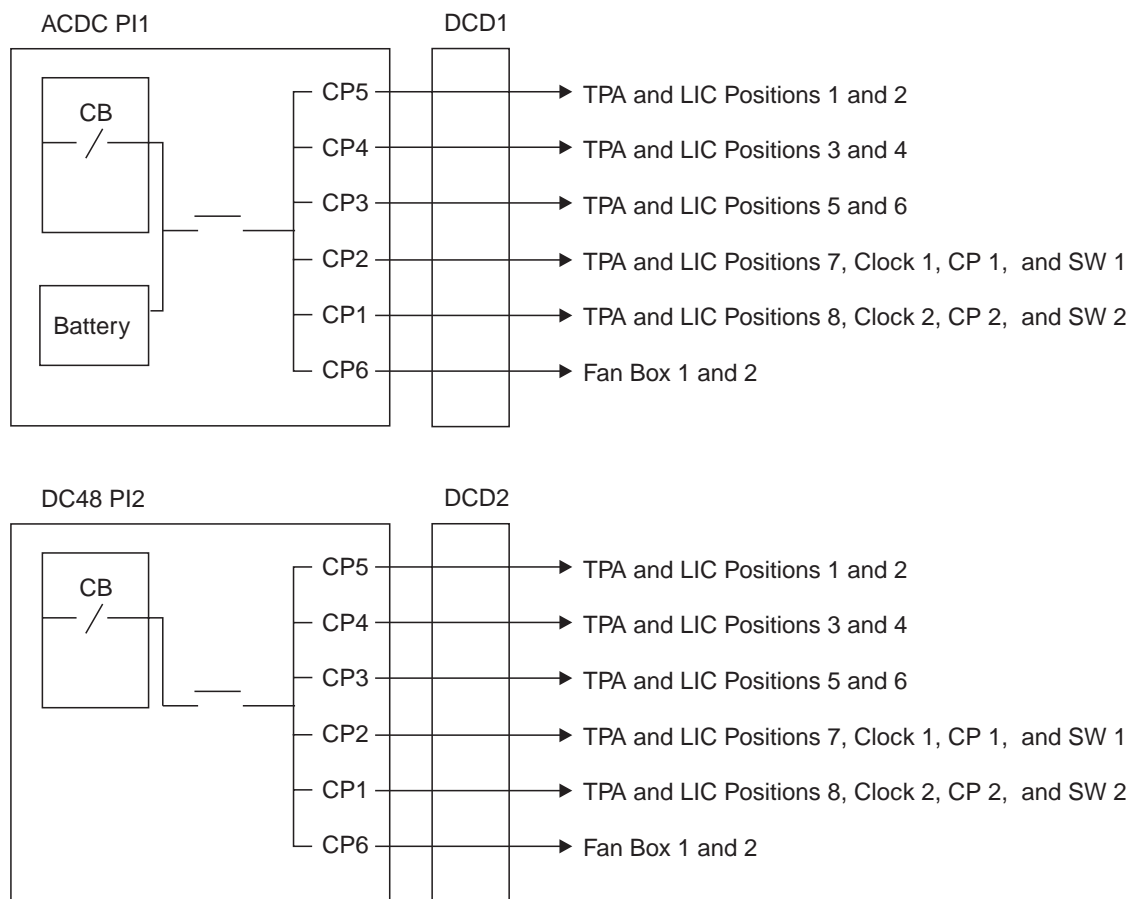 ACDC PI1
DCD1
CB
Battery
CP5
TPA and LIC Positions 1 and 2
CP4
TPA and LIC Positions 3 and 4
CP3
TPA and LIC Positions 5 and 6
CP2
TPA and LIC Positions 7, Clock 1, CP 1, and SW 1
CP1
TPA and LIC Positions 8, Clock 2, CP 2, and SW 2
CP6
Fan Box 1 and 2
DC48 PI2
DCD2
CB
CP5
TPA and LIC Positions 1 and 2
CP4
TPA and LIC Positions 3 and 4
CP3
TPA and LIC Positions 5 and 6
CP2
TPA and LIC Positions 7, Clock 1, CP 1, and SW 1
CP1
TPA and LIC Positions 8, Clock 2, CP 2, and SW 2
CP6
Fan Box 1 and 2